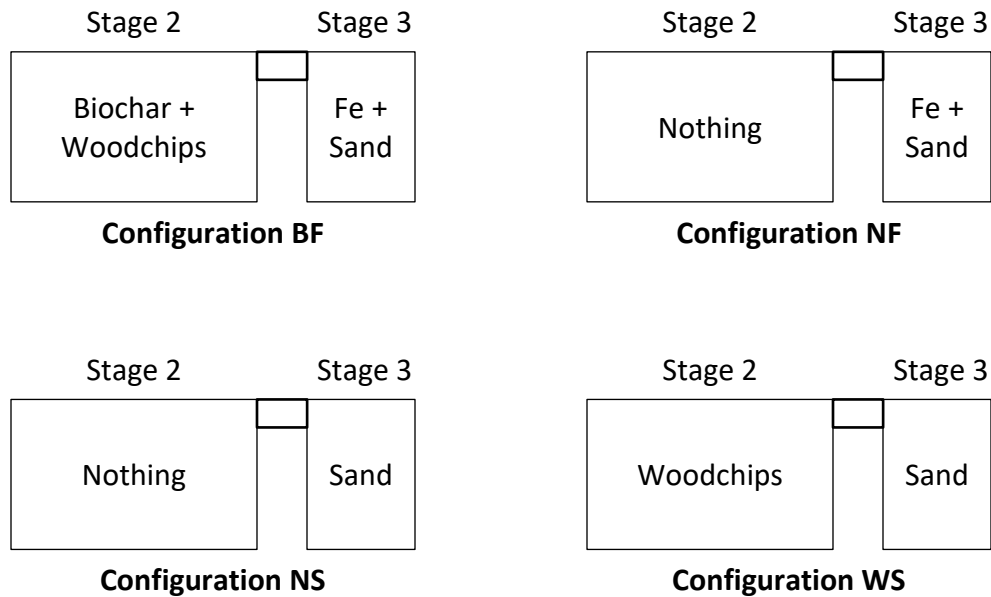 Stage 2 Stage 3
Biochar +
Woodchips
Fe +
Sand
Configuration BF
Stage 2 Stage 3
Nothing
Fe +
Sand
Configuration NF
Stage 2 Stage 3
Nothing
Sand
Configuration NS
Stage 2 Stage 3
Woodchips
Sand
Configuration WS